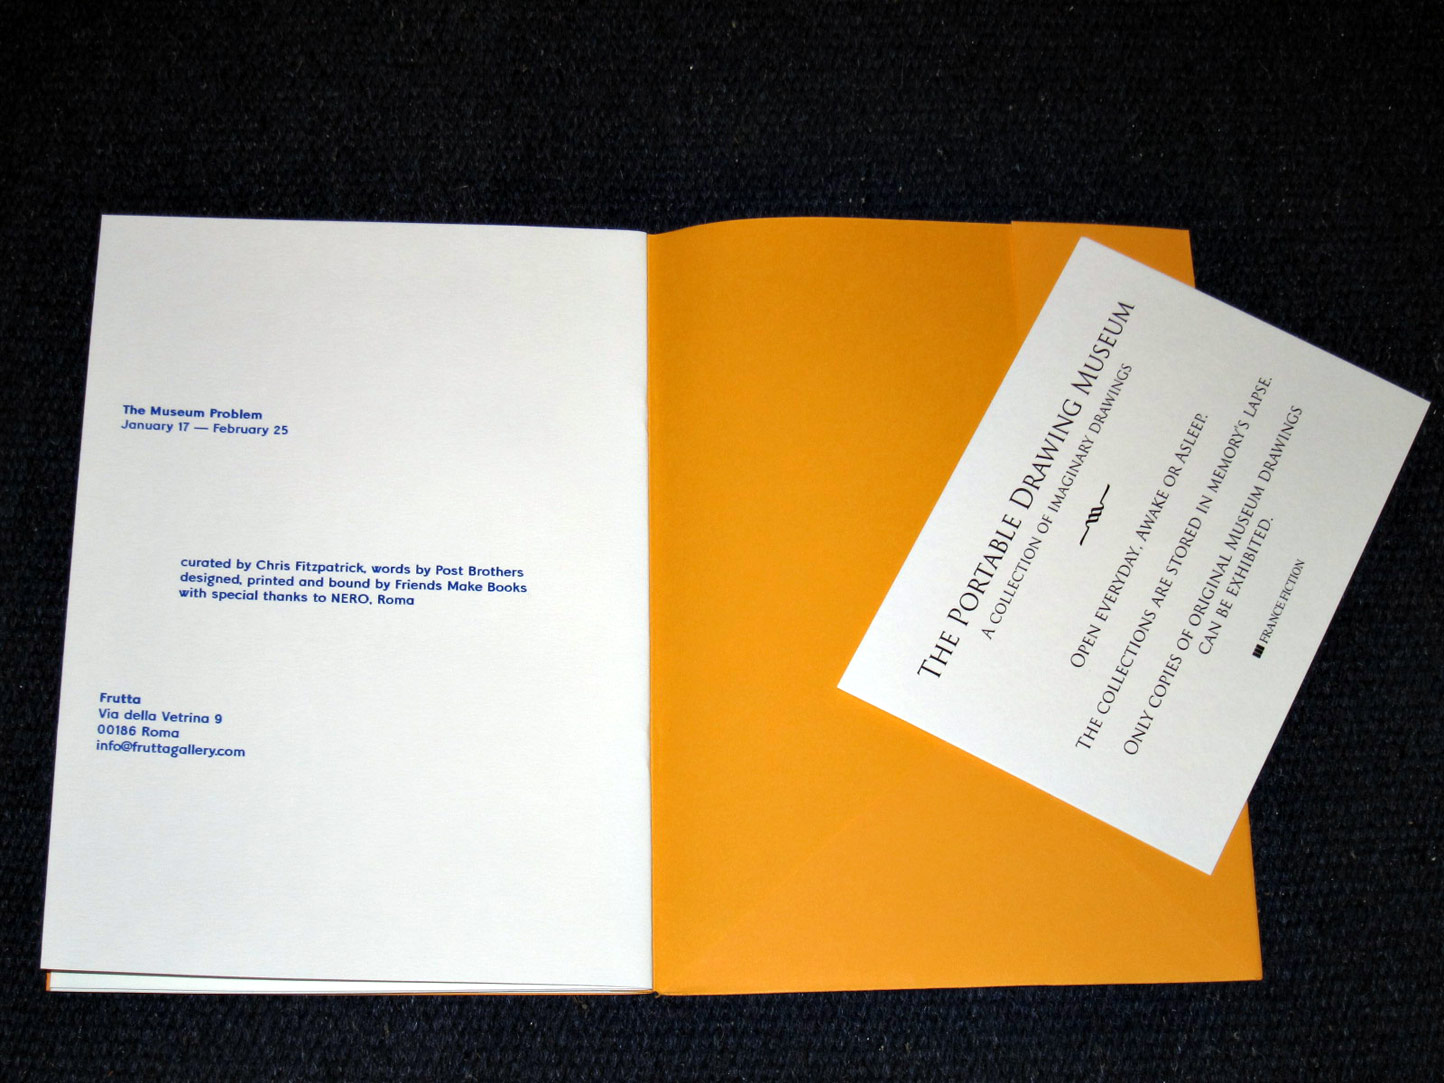 The Museum Problem
January 17 — February 25
curated by Chris Fitzpatrick, words by Post Brothers
designed, printed and bound by Friends Make Books
with special thanks to NERO, Roma
Frutta
Via della Vetrina 9
00186 Roma
info@fruttagallery.com
THE PORTABLE DRAWING MUSEUM
A COLLECTION OF IMAGINARY DRAWINGS
OPEN EVERYDAY. AWAKE OR ASLEEP.
THE COLLECTIONS ARE STORED IN MEMORY'S LAPSE.
ONLY COPIES OF ORIGINAL MUSEUM DRAWINGS
CAN BE EXHIBITED.
FRANCE FICTION